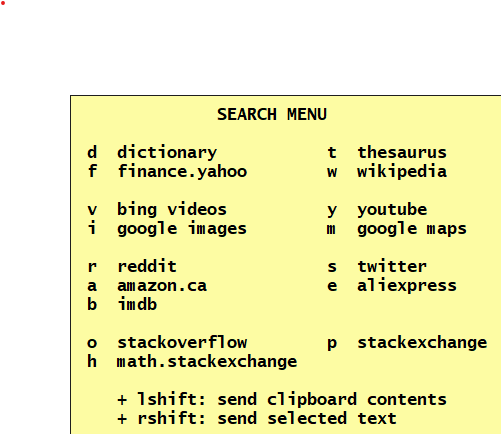 SEARCH MENU
d  dictionary           t  thesaurus
f  finance.yahoo        w  wikipedia
v  bing videos          y  youtube
i  google images        m  google maps
r  reddit               s  twitter
a  amazon.ca            e  aliexpress
b  imdb
o  stackoverflow        p  stackexchange
h  math.stackexchange
+ lshift: send clipboard contents
+ rshift: send selected text